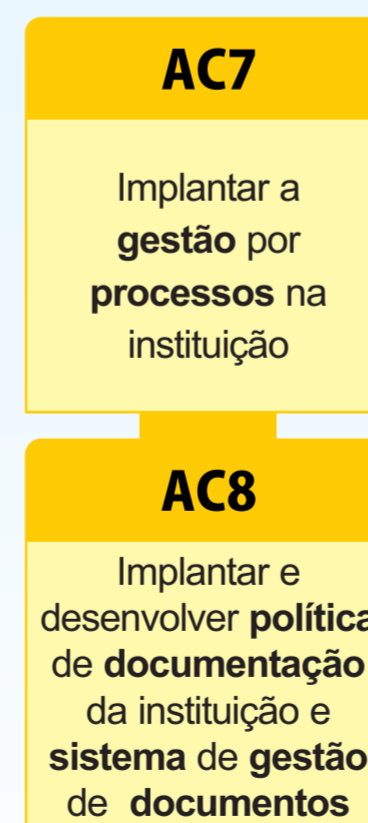 AC7
Implantar a
gestão por
processos na
instituição
AC8
Implantar e
desenvolver política
de documentação
da instituição e
sistema de gestão
de documentos